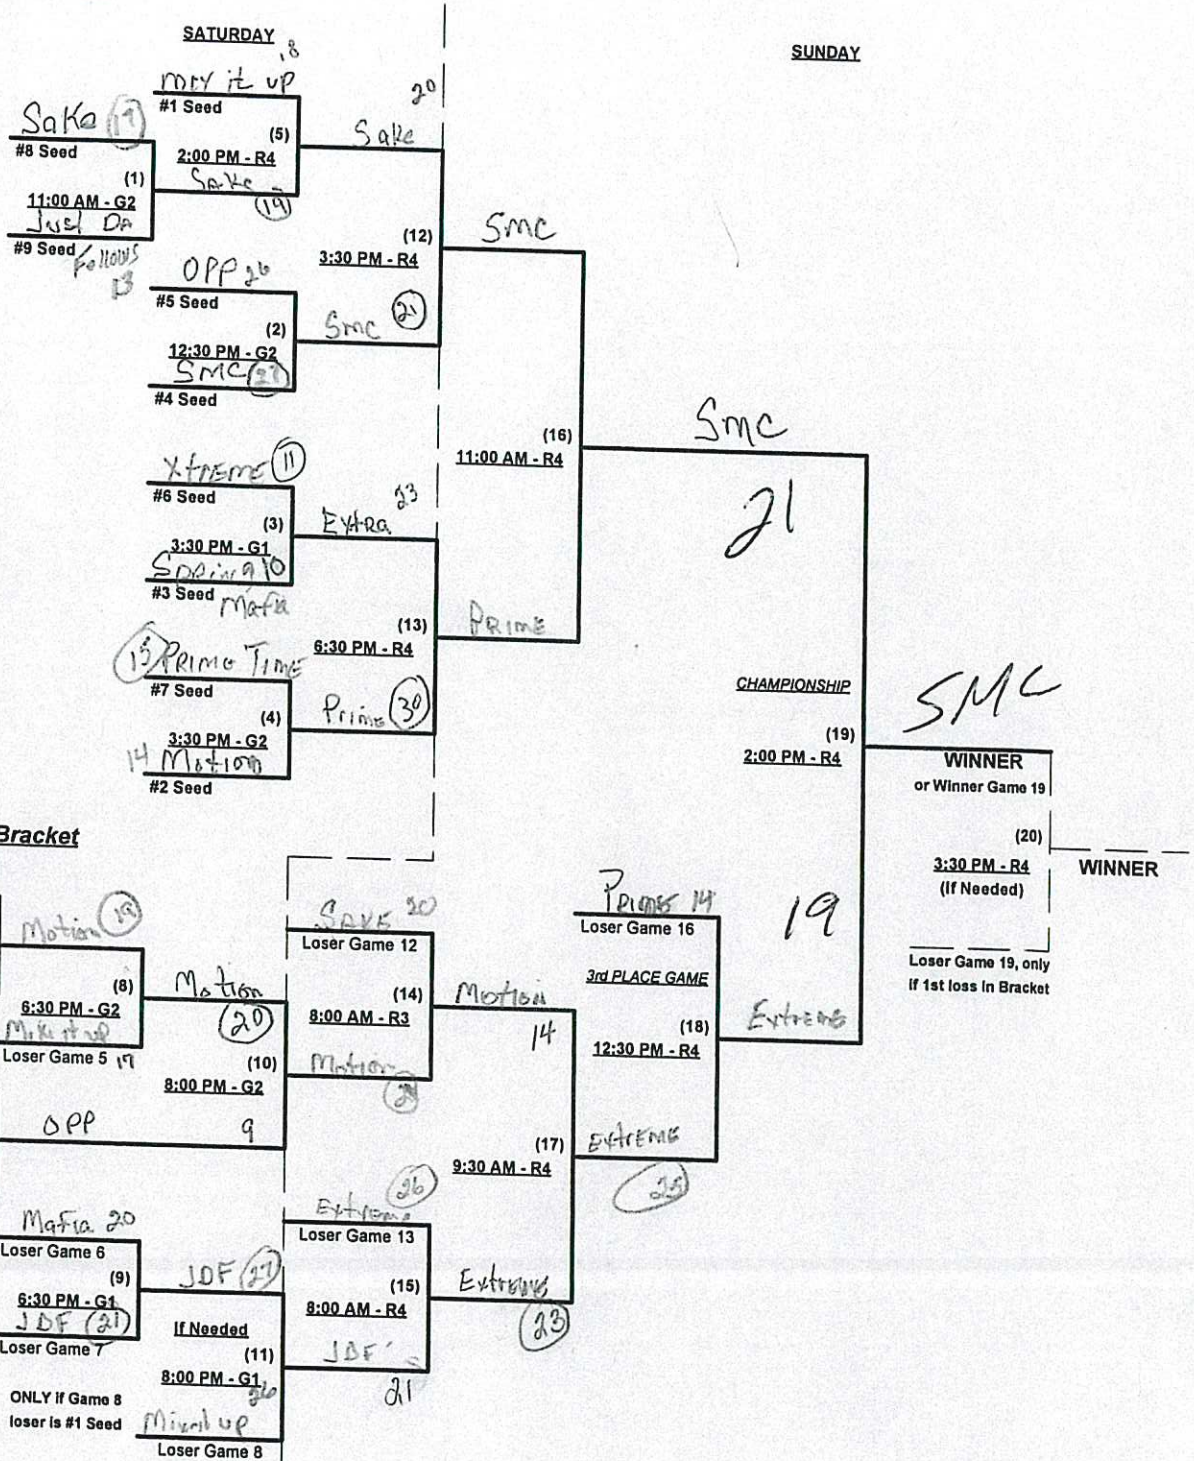 SATURDAY
SUNDAY
18
it up
#1 Seed
20
Sake 19
#8 Seed
(5)
2:00 PM - R4
Sake
(1)
11:00 AM - G2
Sake
19
Just Da
#9 Seed
Follows
13
(12)
3:30 PM - R4
SMC
OPP 26
#5 Seed
(2)
12:30 PM - G2
SMC 21
SMC 27
#4 Seed
SMC
(16)
11:00 AM - R4
21
XTREME 11
#6 Seed
23
(3)
3:30 PM - G1
Extra
Spring 10
#3 Seed
Mafia
(13)
6:30 PM - R4
PRIME
15 PRIME TIME
#7 Seed
(4)
3:30 PM - G2
Prime 30
14 Motion
#2 Seed
CHAMPIONSHIP
(19)
2:00 PM - R4
SMC
WINNER
or Winner Game 19
(20)
3:30 PM - R4
(If Needed)
WINNER
Loser Game 19, only
if 1st loss in Bracket
Bracket
Motion 19
(8)
6:30 PM - G2
Motion
20
Loser Game 5 17
(10)
8:00 PM - G2
OPP 9
20
Loser Game 12
(14)
8:00 AM - R3
Motion
Motion
14
14
Loser Game 16
3rd PLACE GAME
19
(18)
12:30 PM - R4
Extreme
(17)
9:30 AM - R4
EXTREME
25
Mafia 20
Loser Game 6
(9)
6:30 PM - G1
JDF 27
JDF 21
Loser Game 7
If Needed
(11)
8:00 PM - G1
26
ONLY if Game 8
loser is #1 Seed
up
Loser Game 8
26
Extreme
Loser Game 13
(15)
8:00 AM - R4
Extreme
23
JDF
21